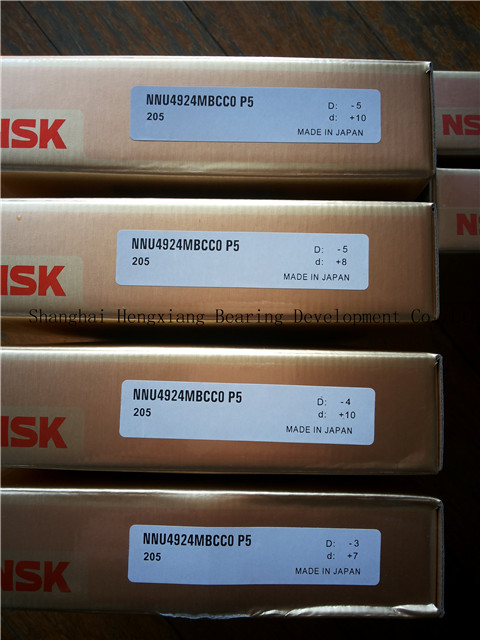 NNU4924MBCC0 P5
205
D: -5
d: +10
MADE IN JAPAN
NSK
NS
NNU4924MBCC0 P5
205
D: -5
d: +8
MADE IN JAPAN
NSK
NS
Shanghai Hengxiang Bearing Development Co
NNU4924MBCC0 P5
205
D: -4
d: +10
MADE IN JAPAN
NSK
NNU4924MBCC0 P5
205
D: -3
d: +7
MADE IN JAPAN
NSK